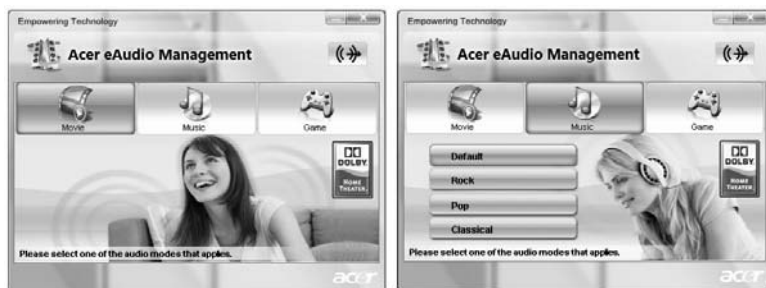 Empowering Technology
Acer eAudio Management
Movie
Music
Game
DOLBY
HOME
THEATER
Please select one of the audio modes that applies.
acer
Empowering Technology
Acer eAudio Management
Movie
Music
Game
Default
Rock
Pop
Classical
DOLBY
HOME
THEATER
Please select one of the audio modes that applies.
acer